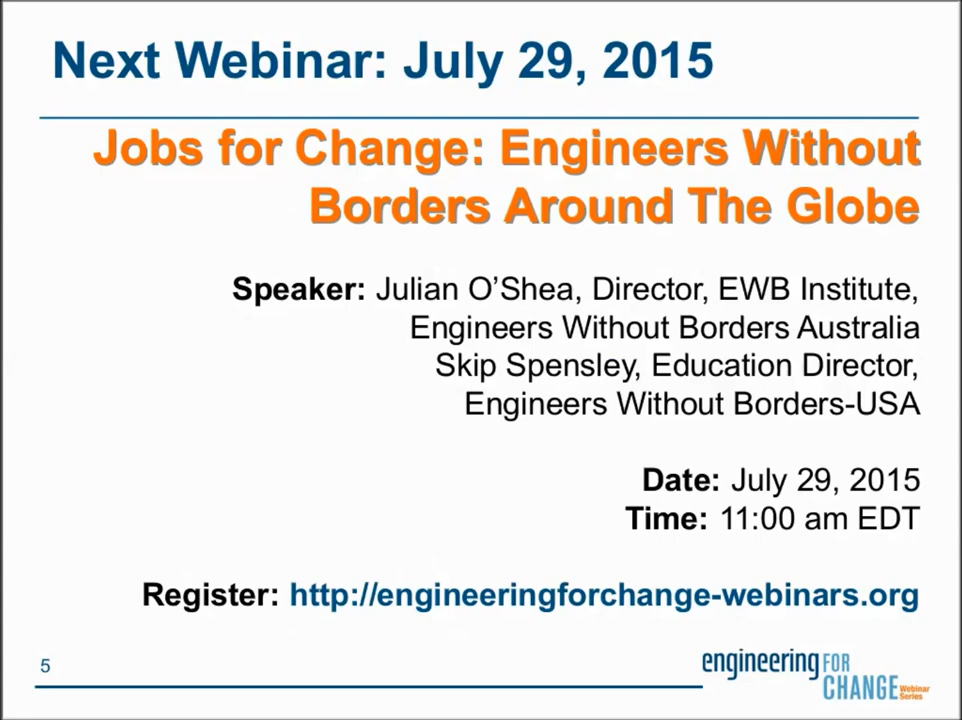 Next Webinar: July 29, 2015
Jobs for Change: Engineers Without
Borders Around The Globe
Speaker: Julian O’Shea, Director, EWB Institute,
Engineers Without Borders Australia
Skip Spensley, Education Director,
Engineers Without Borders-USA
Date: July 29, 2015
Time: 11:00 am EDT
Register: http://engineeringforchange-webinars.org
5
engineering FOR
CHANGE Webinar
Series